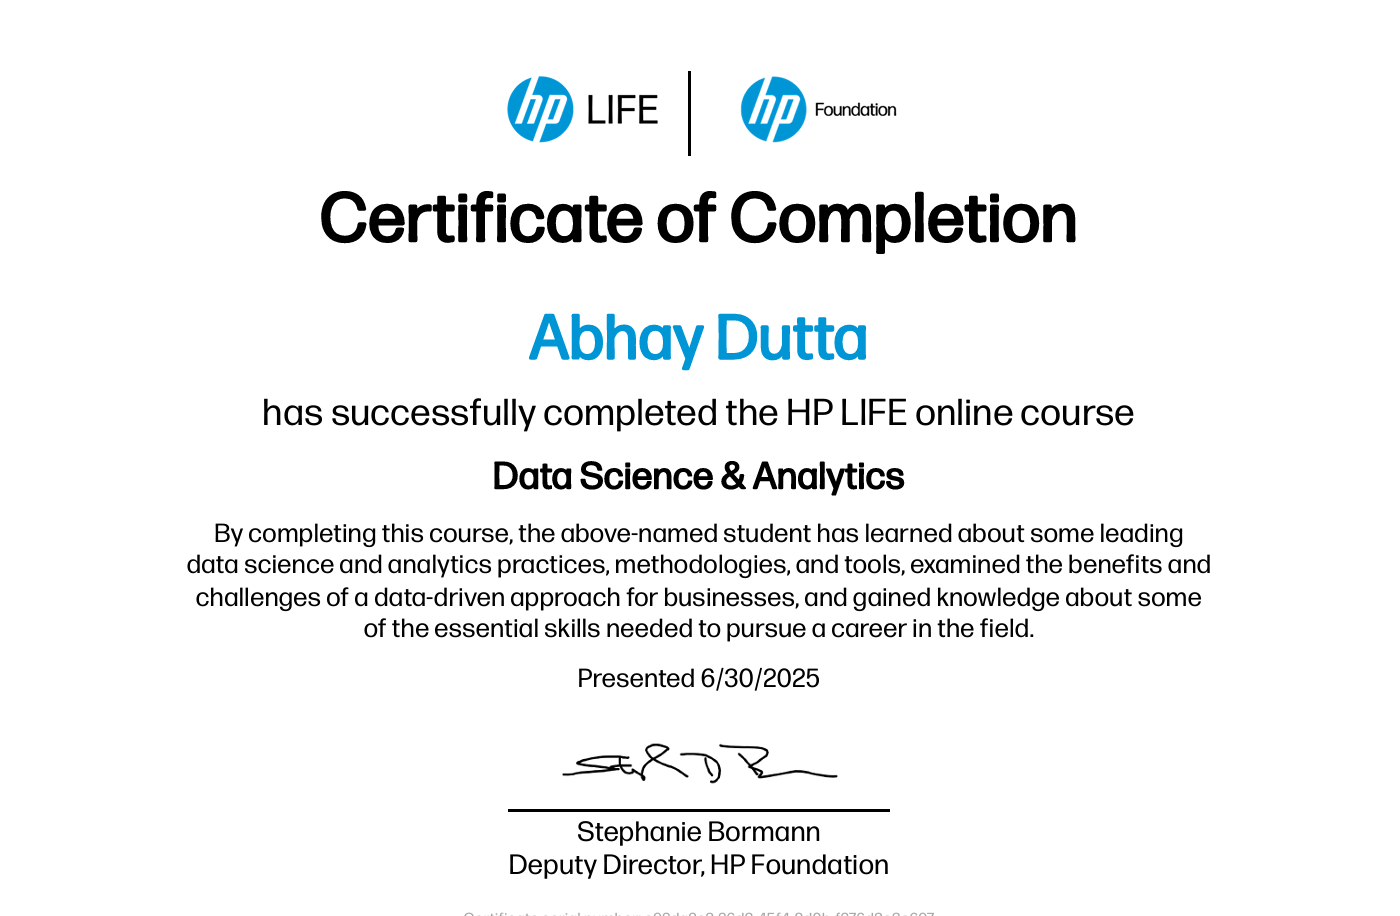 hp LIFE hp Foundation
Certificate of Completion
Abhay Dutta
has successfully completed the HP LIFE online course
Data Science & Analytics
By completing this course, the above-named student has learned about some leading
data science and analytics practices, methodologies, and tools, examined the benefits and
challenges of a data-driven approach for businesses, and gained knowledge about some
of the essential skills needed to pursue a career in the field.
Presented 6/30/2025
Stephanie Bormann
Deputy Director, HP Foundation